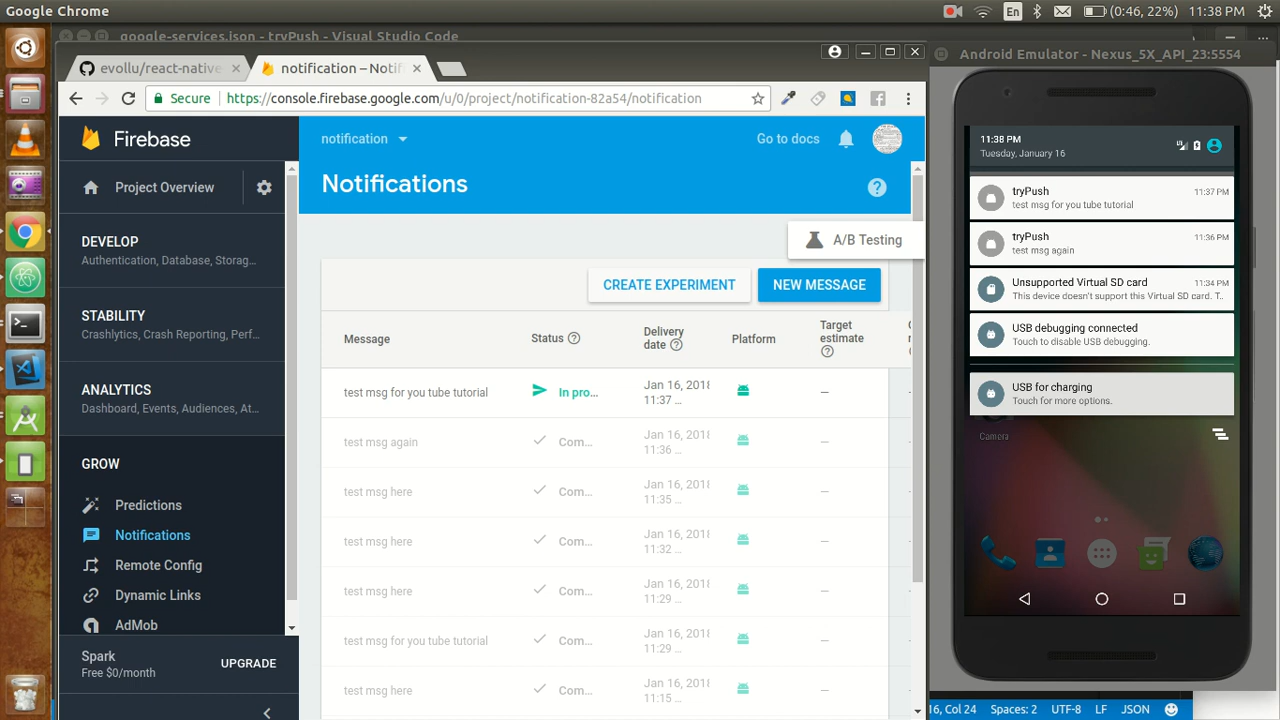 Google Chrome
En
(0:46, 22%)
11:38 PM
google-services.json - tryPush - Visual Studio Code
Android Emulator - Nexus_5X_API_23:5554
evollu/react-native
notification – Notif
Secure
https://console.firebase.google.com/u/0/project/notification-82a54/notification
Firebase
notification
Go to docs
Notifications
Project Overview
DEVELOP
Authentication, Database, Storag...
STABILITY
Crashlytics, Crash Reporting, Perf...
ANALYTICS
Dashboard, Events, Audiences, At...
GROW
Predictions
Notifications
Remote Config
Dynamic Links
AdMob
Spark
Free $0/month
UPGRADE
A/B Testing
CREATE EXPERIMENT
NEW MESSAGE
Message
Status
Delivery
date
Platform
Target
estimate
test msg for you tube tutorial
In pro...
Jan 16, 2018
11:37 ...
—
test msg again
Com...
Jan 16, 2018
11:36 ...
—
test msg here
Com...
Jan 16, 2018
11:35 ...
—
test msg here
Com...
Jan 16, 2018
11:32 ...
—
test msg here
Com...
Jan 16, 2018
11:29 ...
—
test msg for you tube tutorial
Com...
Jan 16, 2018
11:29 ...
—
test msg here
Com...
Jan 16, 2018
11:15 ...
—
11:38 PM
Tuesday, January 16
tryPush
11:37 PM
test msg for you tube tutorial
tryPush
11:36 PM
test msg again
Unsupported Virtual SD card
11:34 PM
This device doesn't support this Virtual SD card. T..
USB debugging connected
Touch to disable USB debugging.
USB for charging
Touch for more options.
Camera
16, Col 24
Spaces: 2
UTF-8
LF
JSON